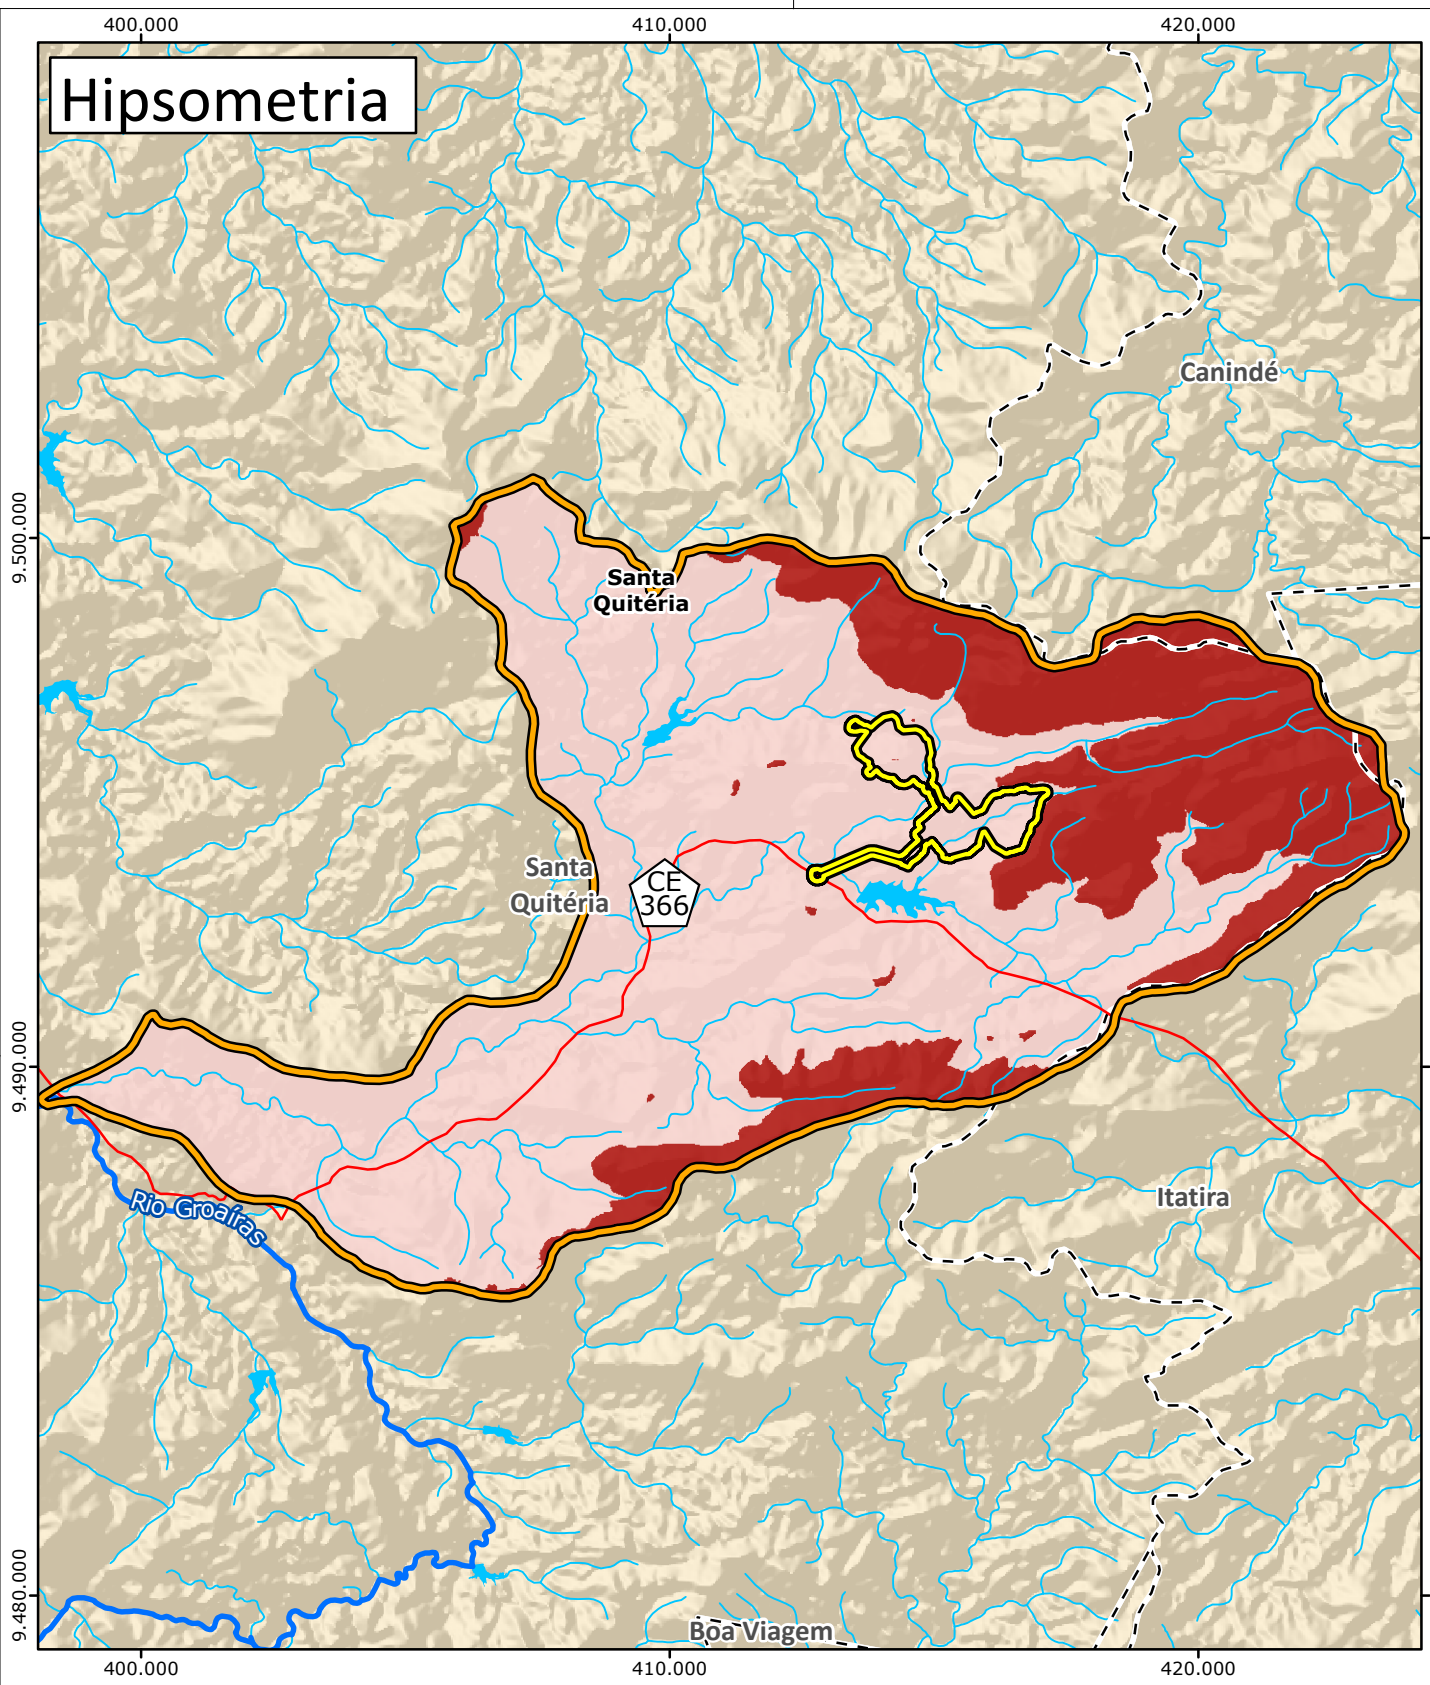 400.000
410.000
420.000
Hipsometria
Canindé
9.500.000
Santa
Quitéria
Santa
Quitéria
CE
366
9.490.000
Rio Groaíras
Itatira
9.480.000
Boa Viagem
400.000
410.000
420.000